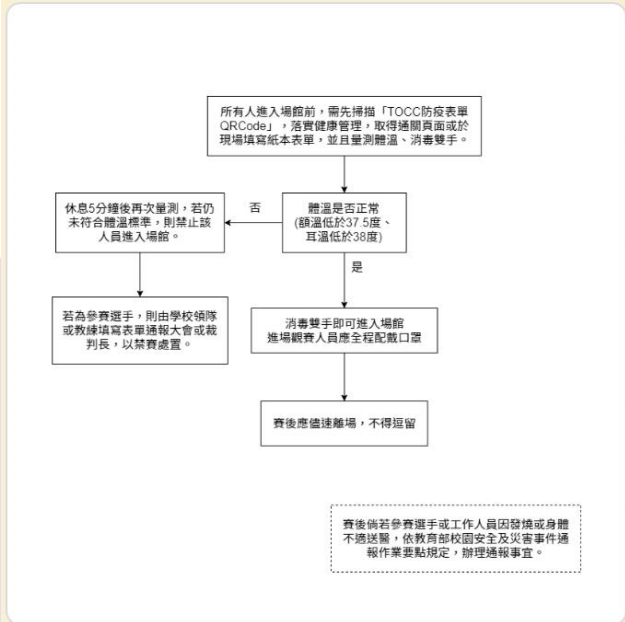 所有人進入場館前，需先掃描「TOCC防疫表單
QRCode」，落實健康管理，取得通關頁面或於
現場填寫紙本表單，並且量測體溫、消毒雙手。
休息5分鐘後再次量測，若仍
未符合體溫標準，則禁止該
人員進入場館。
否
體溫是否正常
(額溫低於37.5度、
耳溫低於38度)
是
若為參賽選手，則由學校領隊
或教練填寫表單通報大會或裁
判長，以禁賽處置。
消毒雙手即可進入場館
進場觀賽人員應全程配戴口罩
賽後應儘速離場，不得逗留
賽後倘若參賽選手或工作人員因發燒或身體
不適送醫，依教育部校園安全及災害事件通
報作業要點規定，辦理通報事宜。